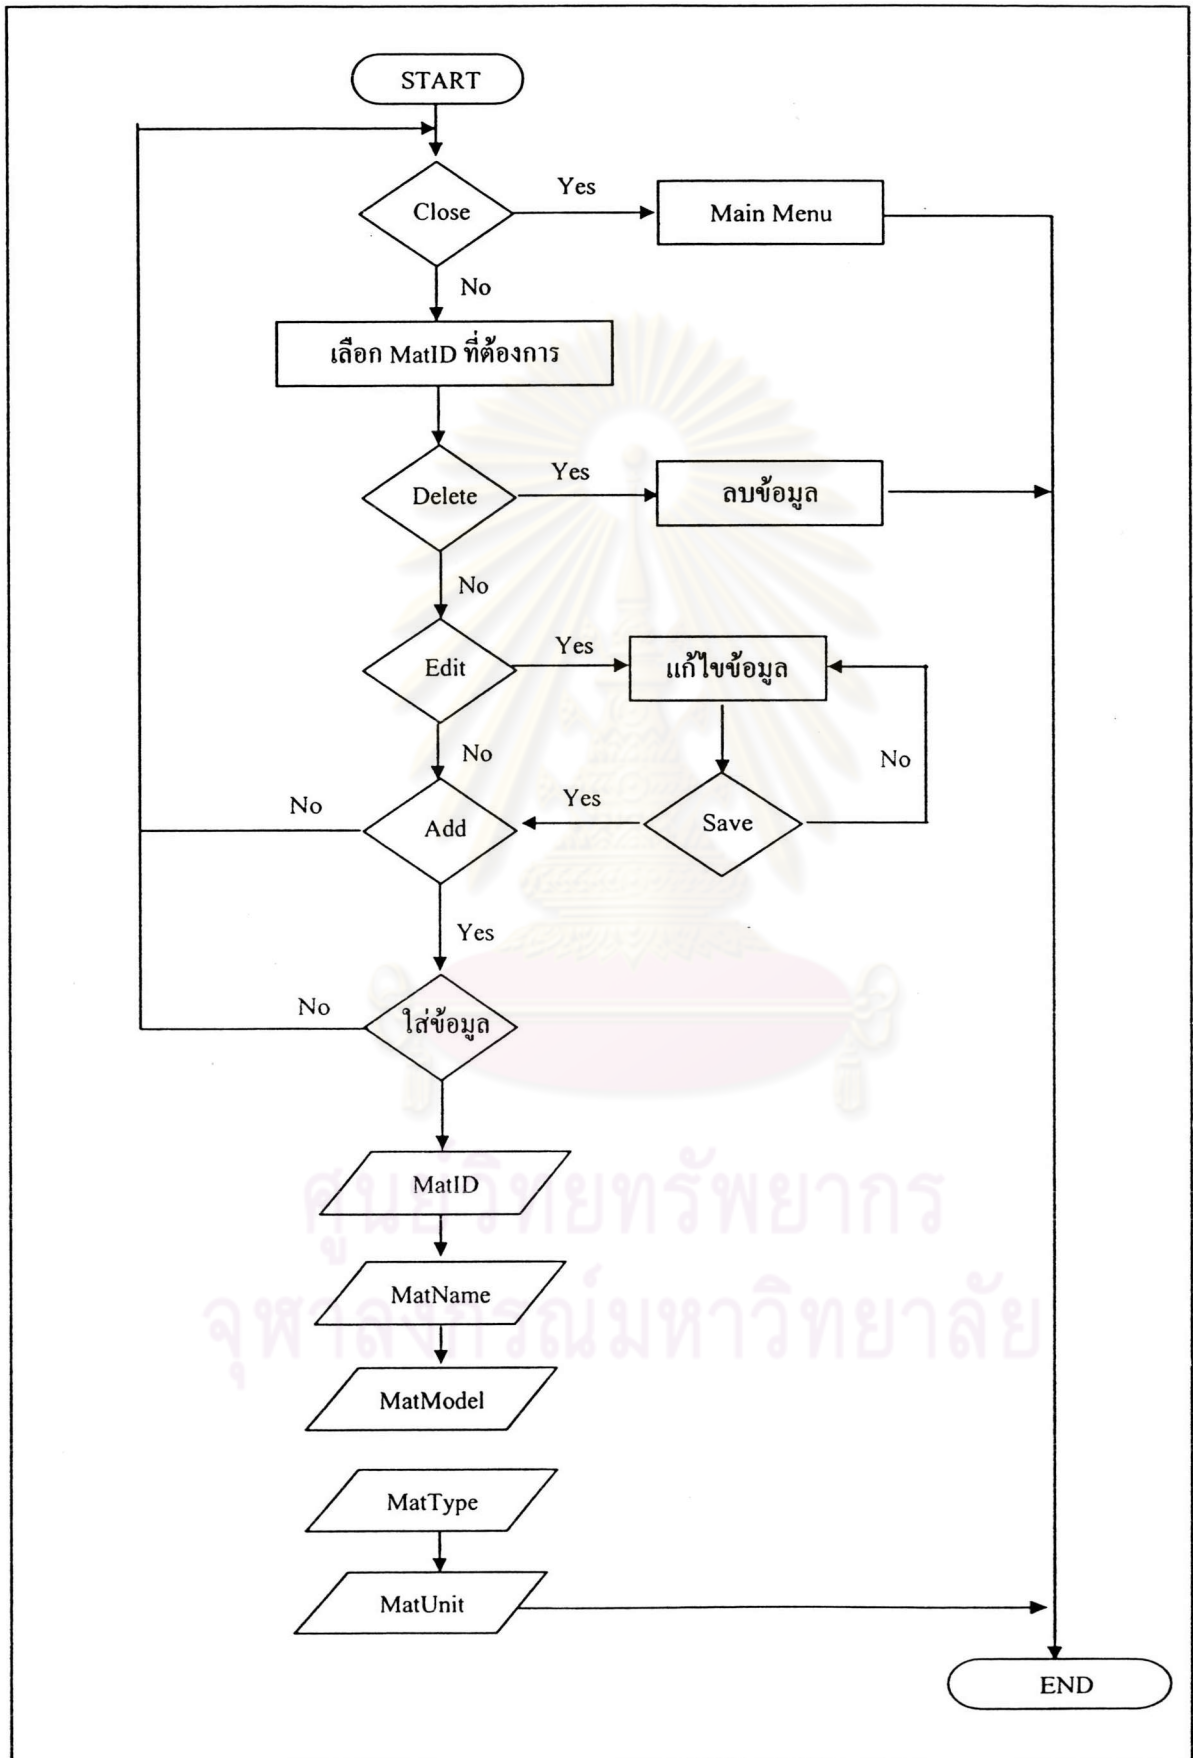 START
Close
Yes
Main Menu
No
เลือก MatID ที่ต้องการ
Delete
Yes
ลบข้อมูล
No
Edit
Yes
แก้ไขข้อมูล
No
No
No
Add
Yes
Save
Yes
No
ใส่ข้อมูล
MatID
ศูนย์วิทยทรัพยากร
MatName
จุฬาลงกรณ์มหาวิทยาลัย
MatModel
MatType
MatUnit
END